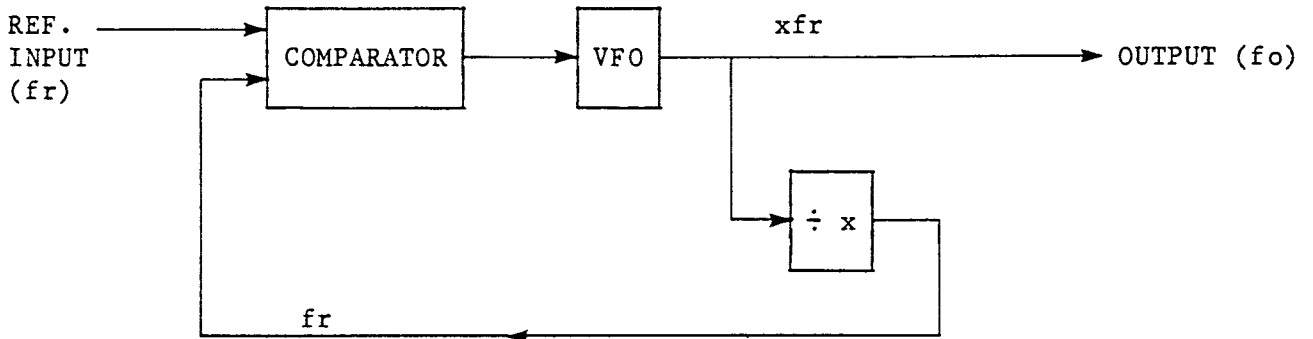 REF.
INPUT
(fr)
COMPARATOR
VFO
xfr
OUTPUT (fo)
÷ x
fr